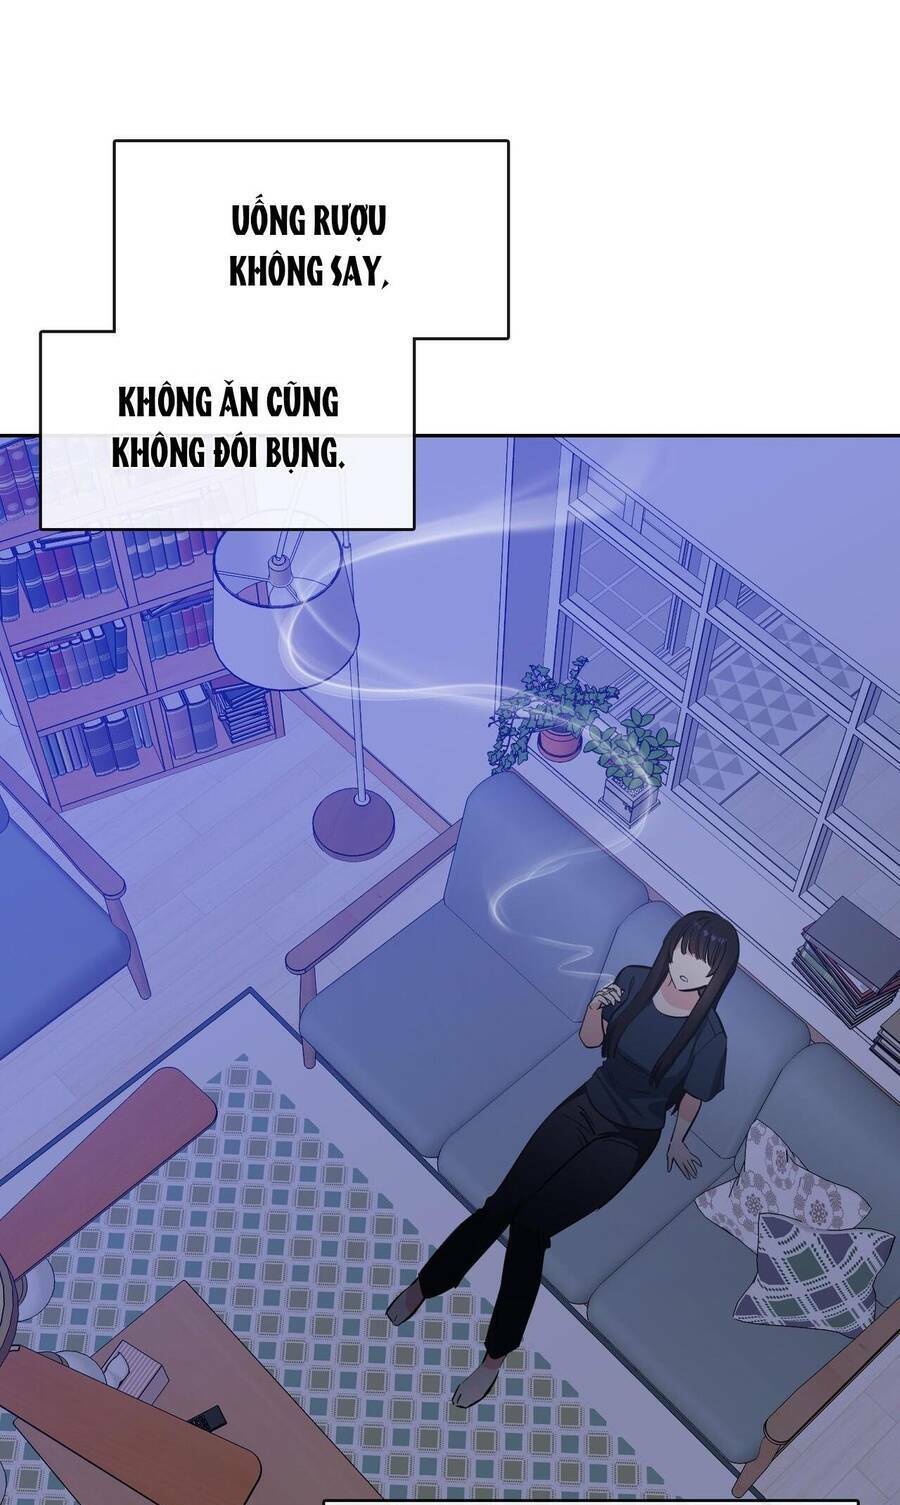 UỐNG RƯỢU
KHÔNG SAY,
KHÔNG ĂN CŨNG
KHÔNG ĐÓI BỤNG.